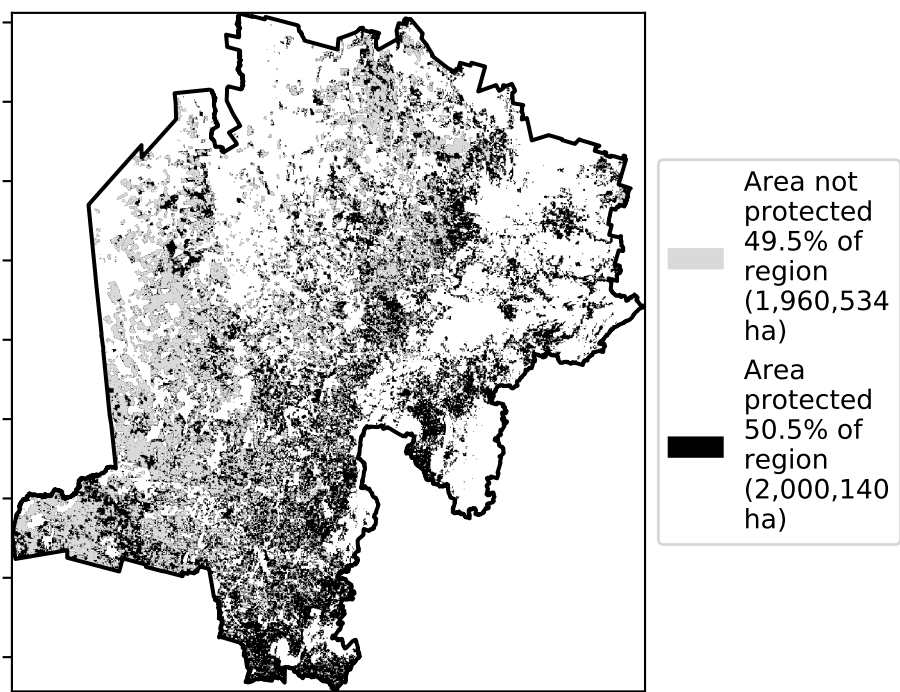 Area not
protected
49.5% of
region
(1,960,534
ha)
Area
protected
50.5% of
region
(2,000,140
ha)